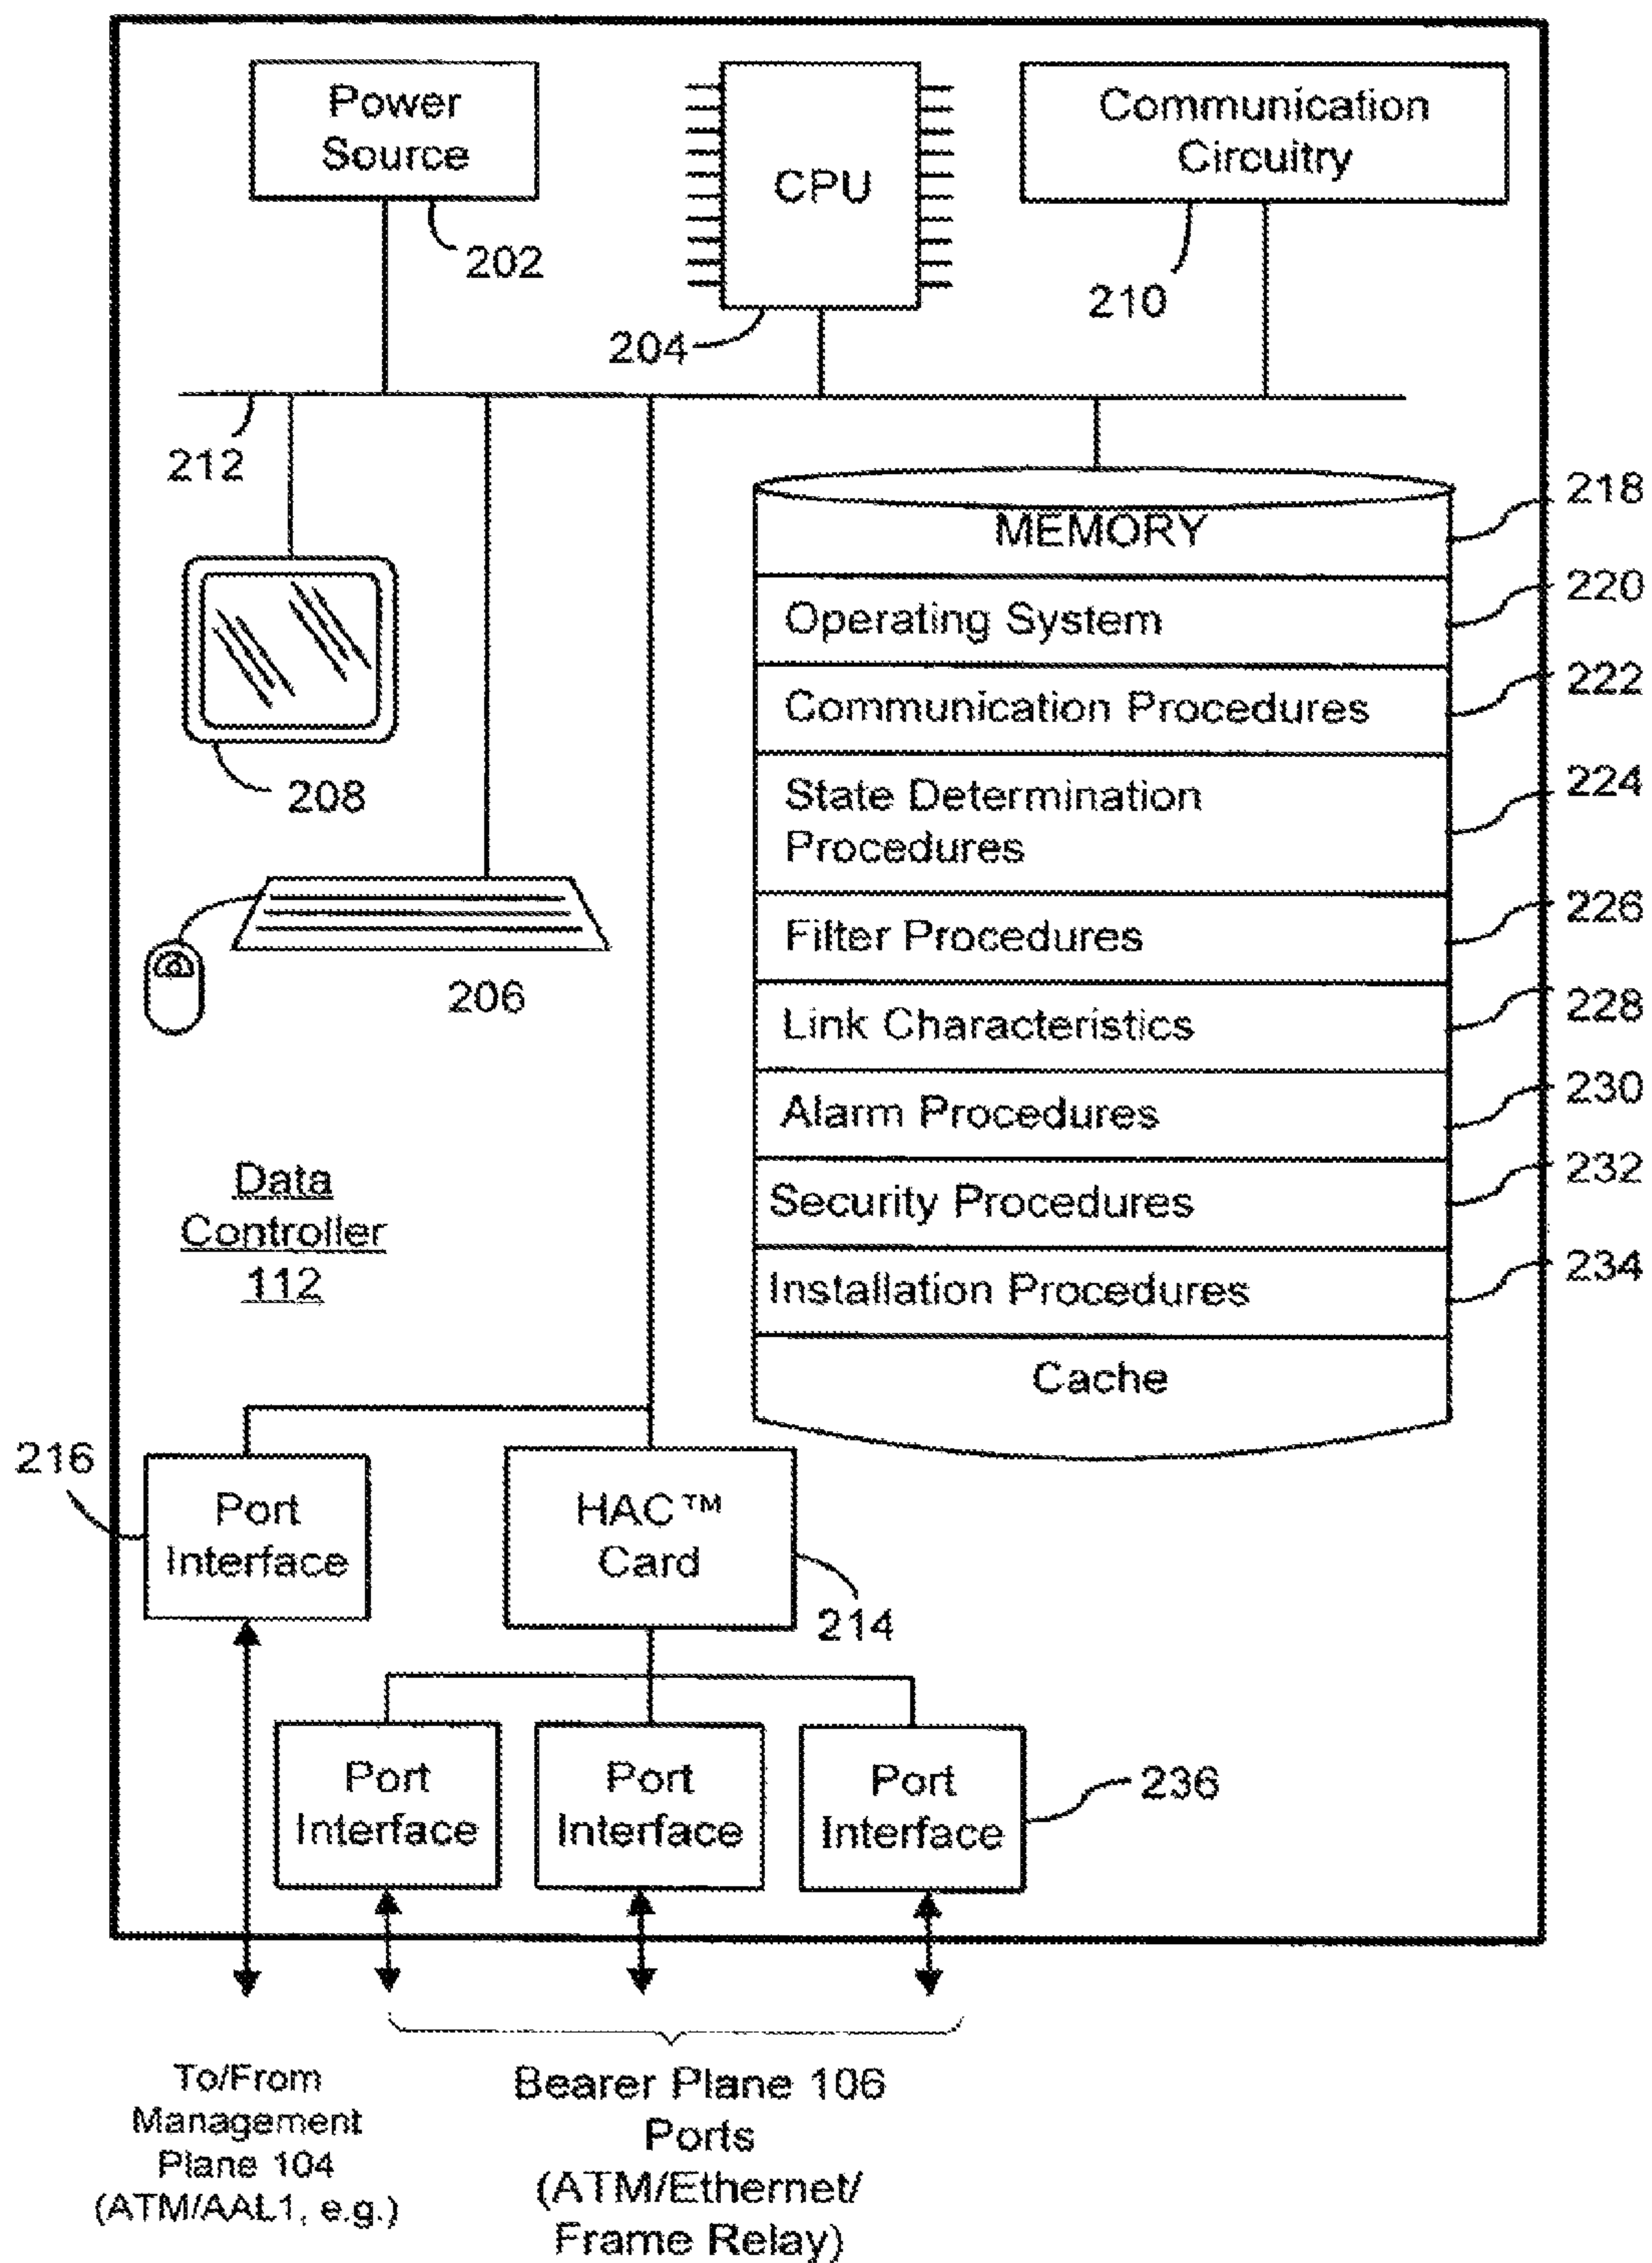 Power
Source
202
CPU
204
Communication
Circuitry
210
212
208
206
MEMORY
218
Operating System
220
Communication Procedures
222
State Determination
Procedures
224
Filter Procedures
226
Link Characteristics
228
Alarm Procedures
230
Security Procedures
232
Installation Procedures
234
Cache
Data
Controller
112
216
Port
Interface
HAC™
Card
214
Port
Interface
Port
Interface
Port
Interface
236
To/From
Management
Plane 104
(ATM/AAL1, e.g.)
Bearer Plane 106
Ports
(ATM/Ethernet/
Frame Relay)